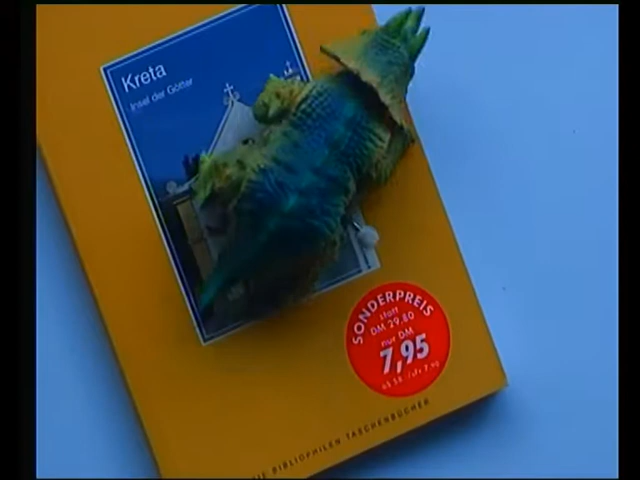 Kreta
Insel der Götter
SONDERPREIS
statt
DM 29,80
nur DM
7,95
BIBLIOPHILEN TASCHENBÜCHER